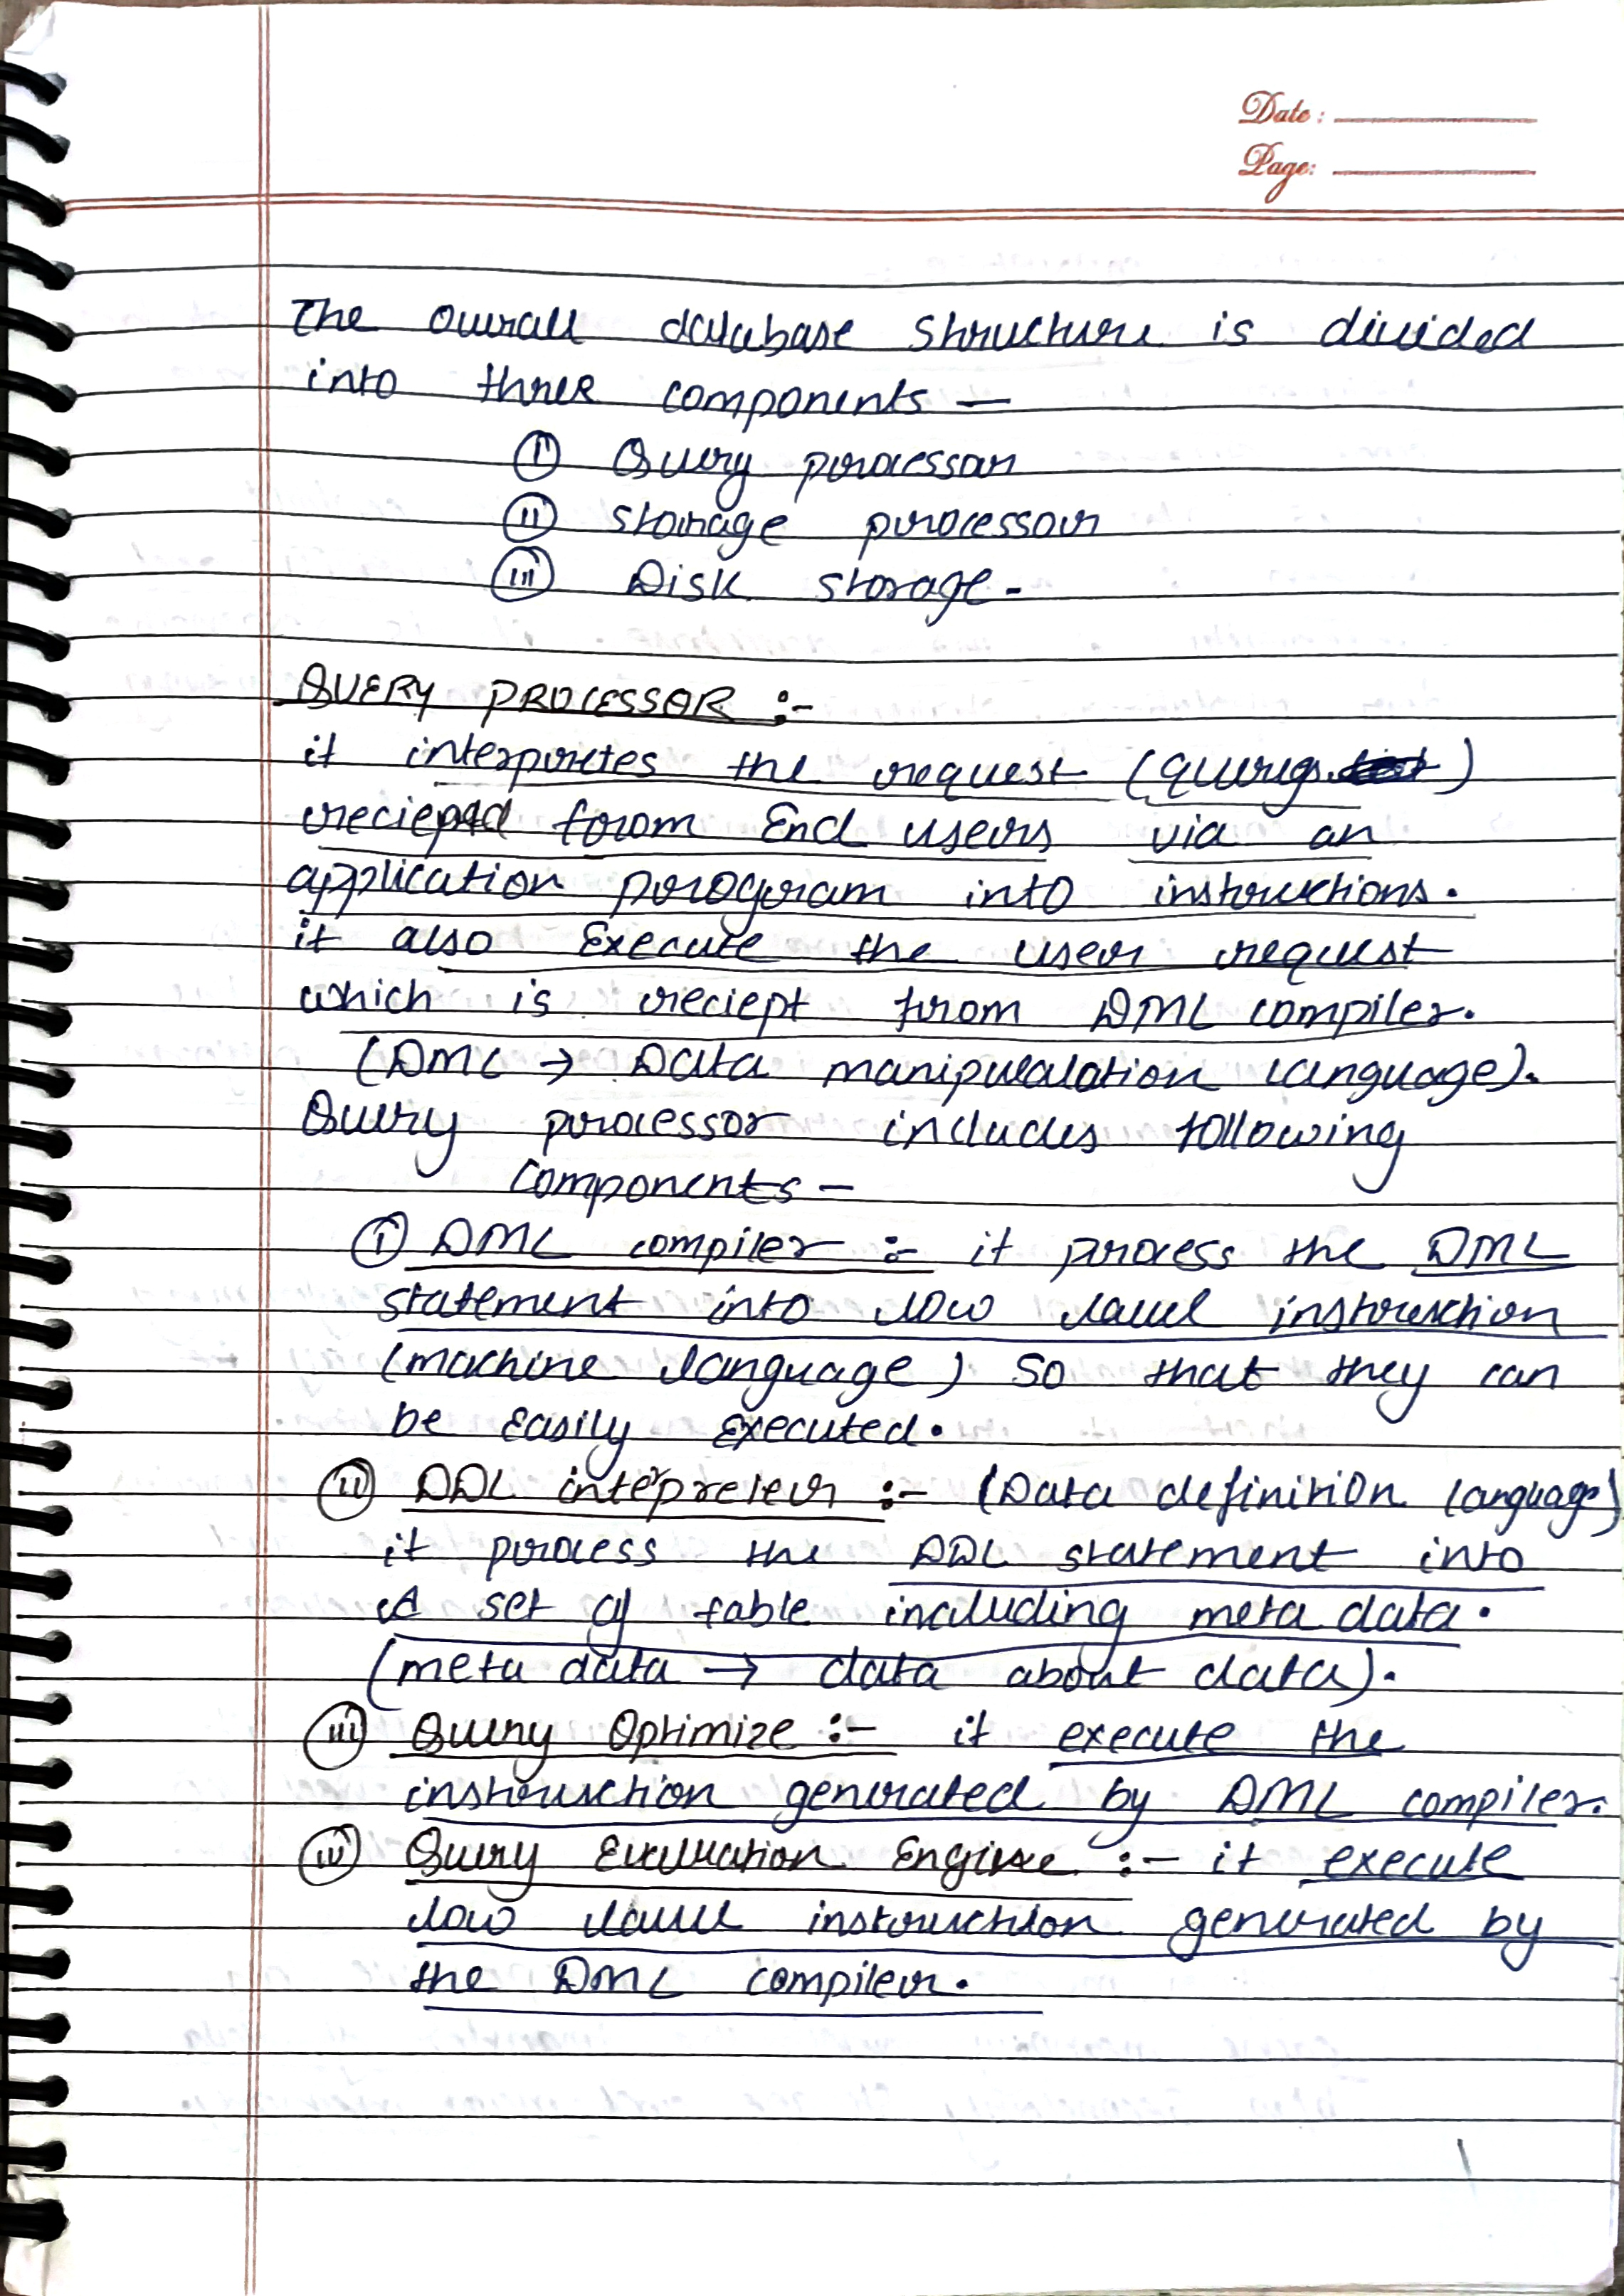 Date:
Page:
The overall database structure is divided
into three components —
(i) Query processor
(ii) storage processor
(iii) Disk storage.
QUERY PROCESSOR :-
it interpretes the request (query )
recieped from End users via an
application program into instructions.
it also Execute the user request
which is reciept from DML compiler.
(DML → Data manipulation language).
Query processor includes following
components —
(i) DML compiler :- it process the DML
statement into low level instruction
(machine language) so that they can
be easily executed.
(ii) DDL interpreter :- (Data definition language)
it process the DDL statement into
A set of table including meta data.
(meta data → data about data).
(iii) Query Optimize :- it execute the
instruction generated by DML compiler.
(iv) Query Evaluation Engine :- it execute
low level instruction generated by
the DML compiler.